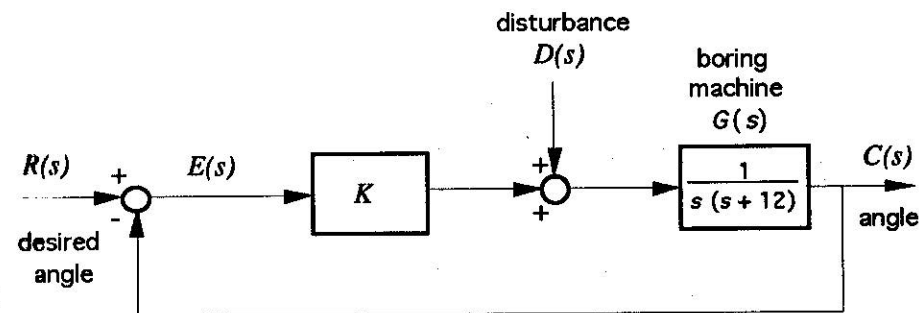 disturbance
D(s)
boring
machine
G(s)
R(s)
+
E(s)
K
+
+
1
s (s + 12)
C(s)
-
desired
angle
angle